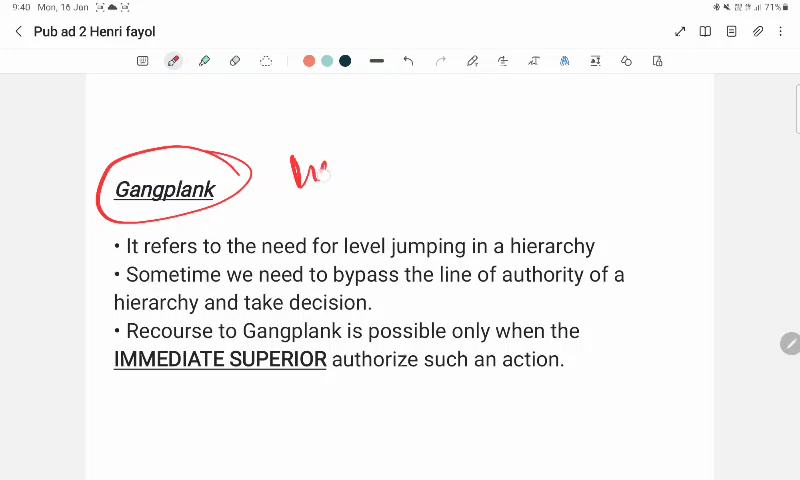 9:40 Mon, 16 Jan 71%
Pub ad 2 Henri fayol
Gangplank
• It refers to the need for level jumping in a hierarchy
• Sometime we need to bypass the line of authority of a
hierarchy and take decision.
• Recourse to Gangplank is possible only when the
IMMEDIATE SUPERIOR authorize such an action.